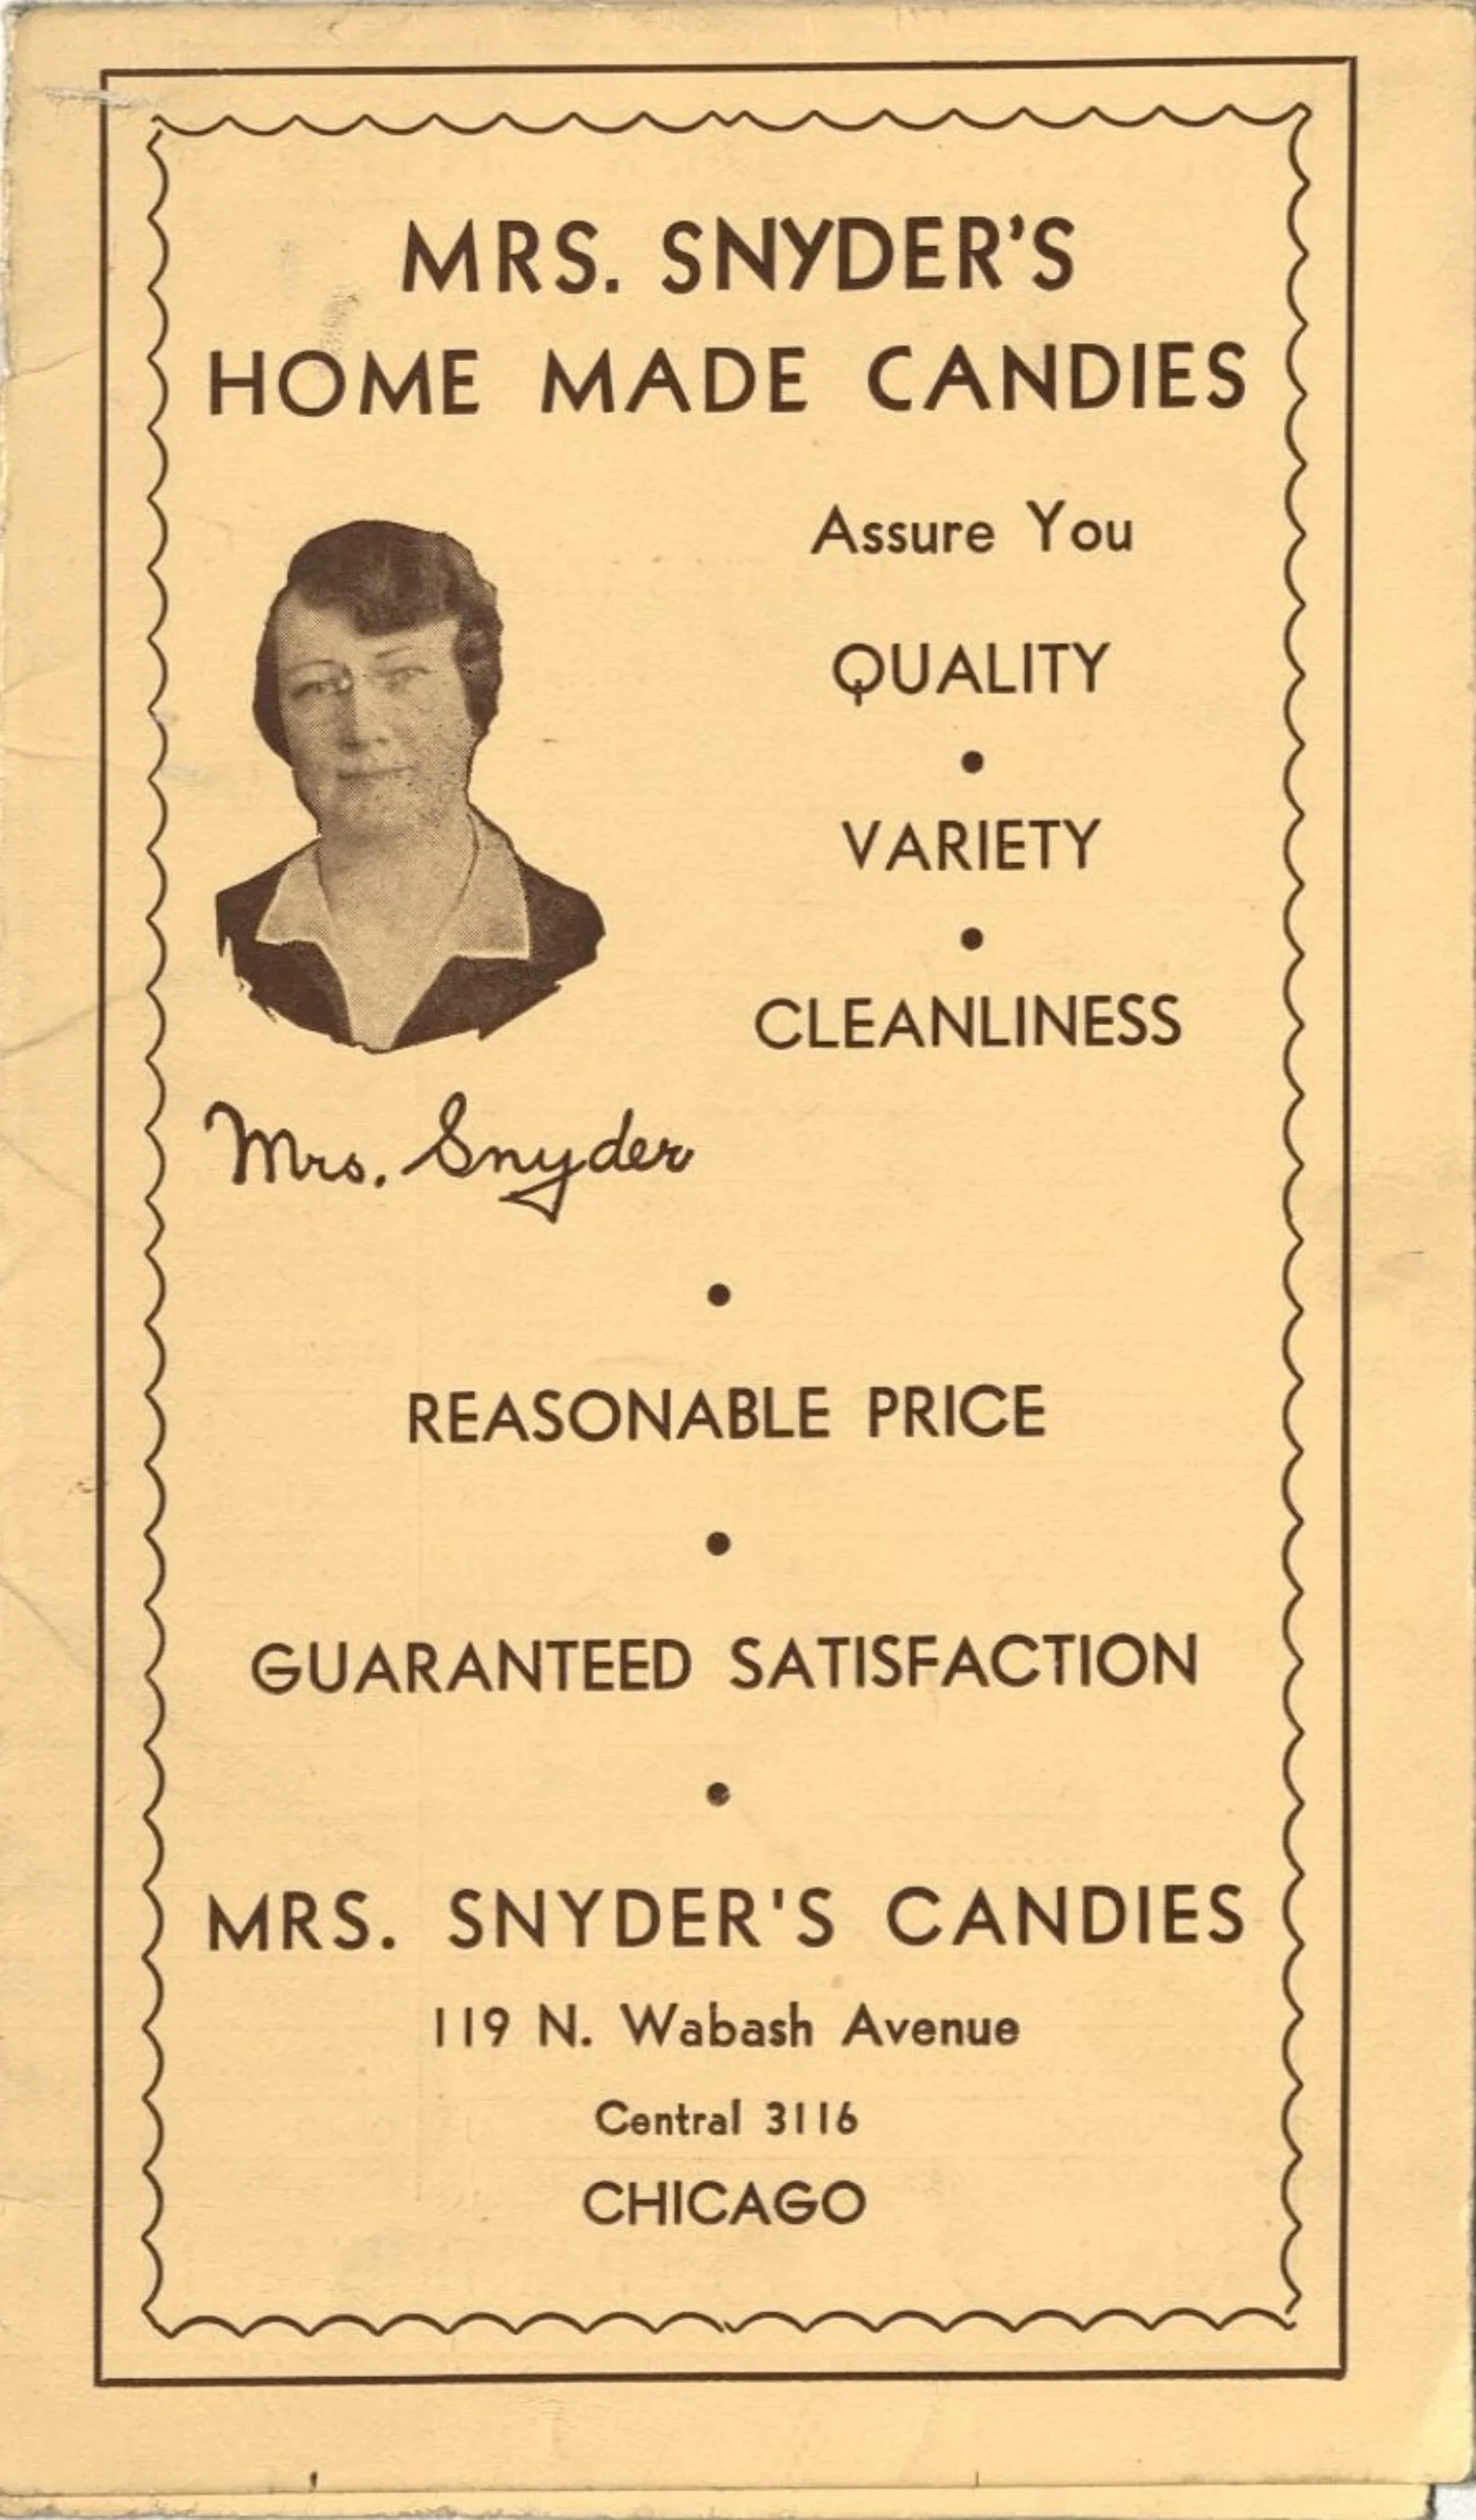 MRS. SNYDER'S
HOME MADE CANDIES
Assure You
QUALITY
•
VARIETY
•
CLEANLINESS
Mrs. Snyder
•
REASONABLE PRICE
•
GUARANTEED SATISFACTION
•
MRS. SNYDER'S CANDIES
119 N. Wabash Avenue
Central 3116
CHICAGO